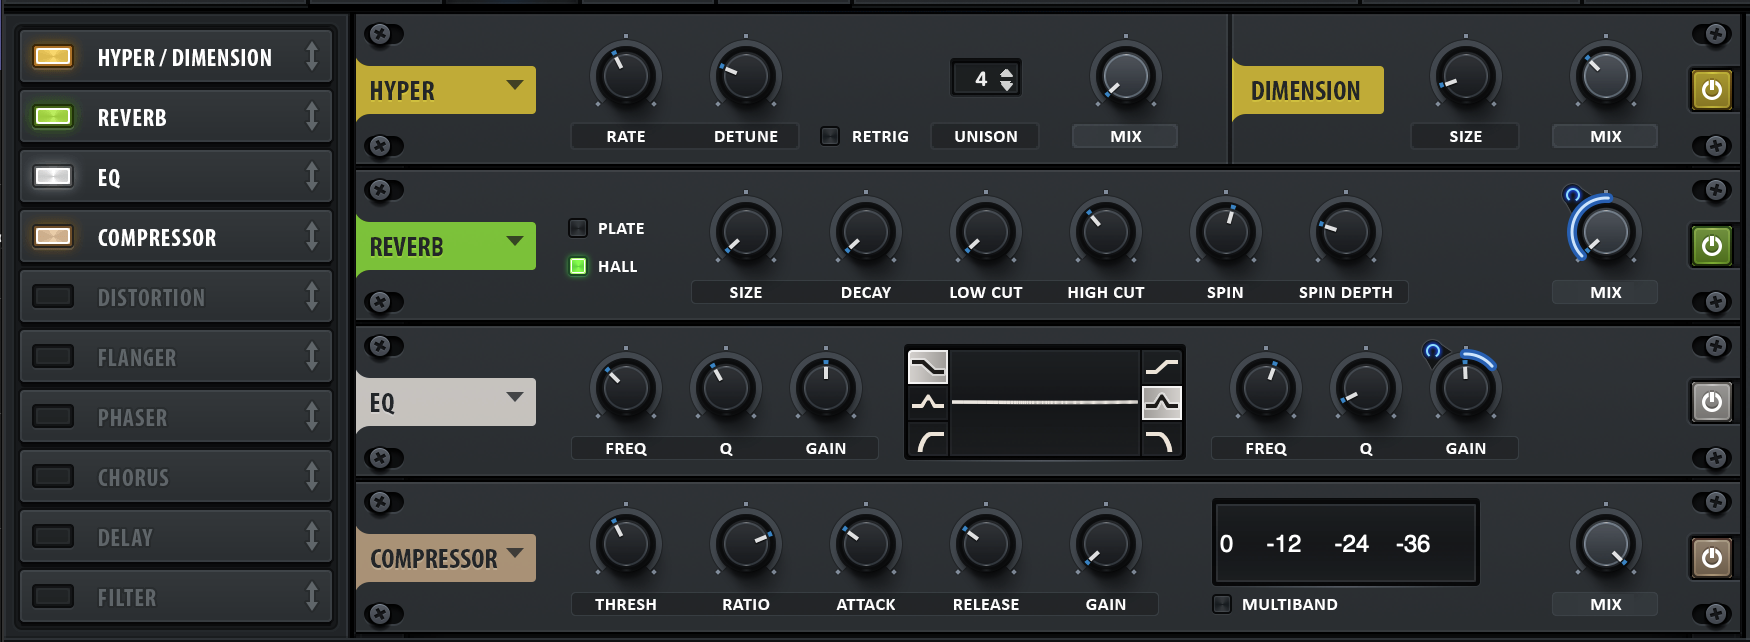 HYPER / DIMENSION
REVERB
EQ
COMPRESSOR
DISTORTION
FLANGER
PHASER
CHORUS
DELAY
FILTER
HYPER
RATE DETUNE
RETRIG
4
UNISON
MIX
DIMENSION
SIZE
MIX
REVERB
PLATE
HALL
SIZE DECAY LOW CUT HIGH CUT SPIN SPIN DEPTH
MIX
EQ
FREQ Q GAIN
FREQ Q GAIN
COMPRESSOR
THRESH RATIO ATTACK RELEASE GAIN
0 -12 -24 -36
MULTIBAND
MIX